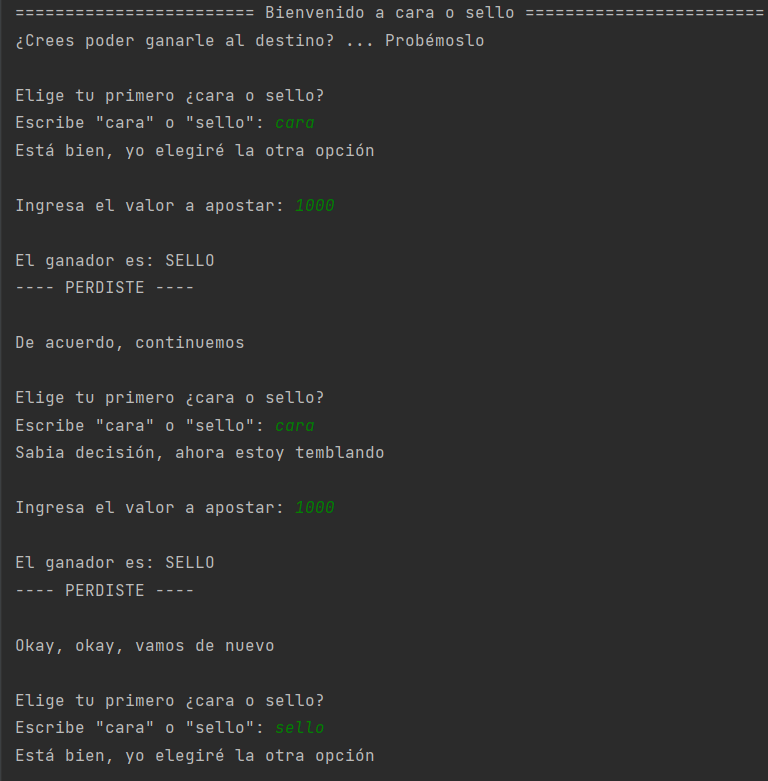 ======================== Bienvenido a cara o sello ========================
¿Crees poder ganarle al destino? ... Probémoslo
Elige tu primero ¿cara o sello?
Escribe "cara" o "sello": cara
Está bien, yo elegiré la otra opción
Ingresa el valor a apostar: 1000
El ganador es: SELLO
---- PERDISTE ----
De acuerdo, continuemos
Elige tu primero ¿cara o sello?
Escribe "cara" o "sello": cara
Sabia decisión, ahora estoy temblando
Ingresa el valor a apostar: 1000
El ganador es: SELLO
---- PERDISTE ----
Okay, okay, vamos de nuevo
Elige tu primero ¿cara o sello?
Escribe "cara" o "sello": sello
Está bien, yo elegiré la otra opción